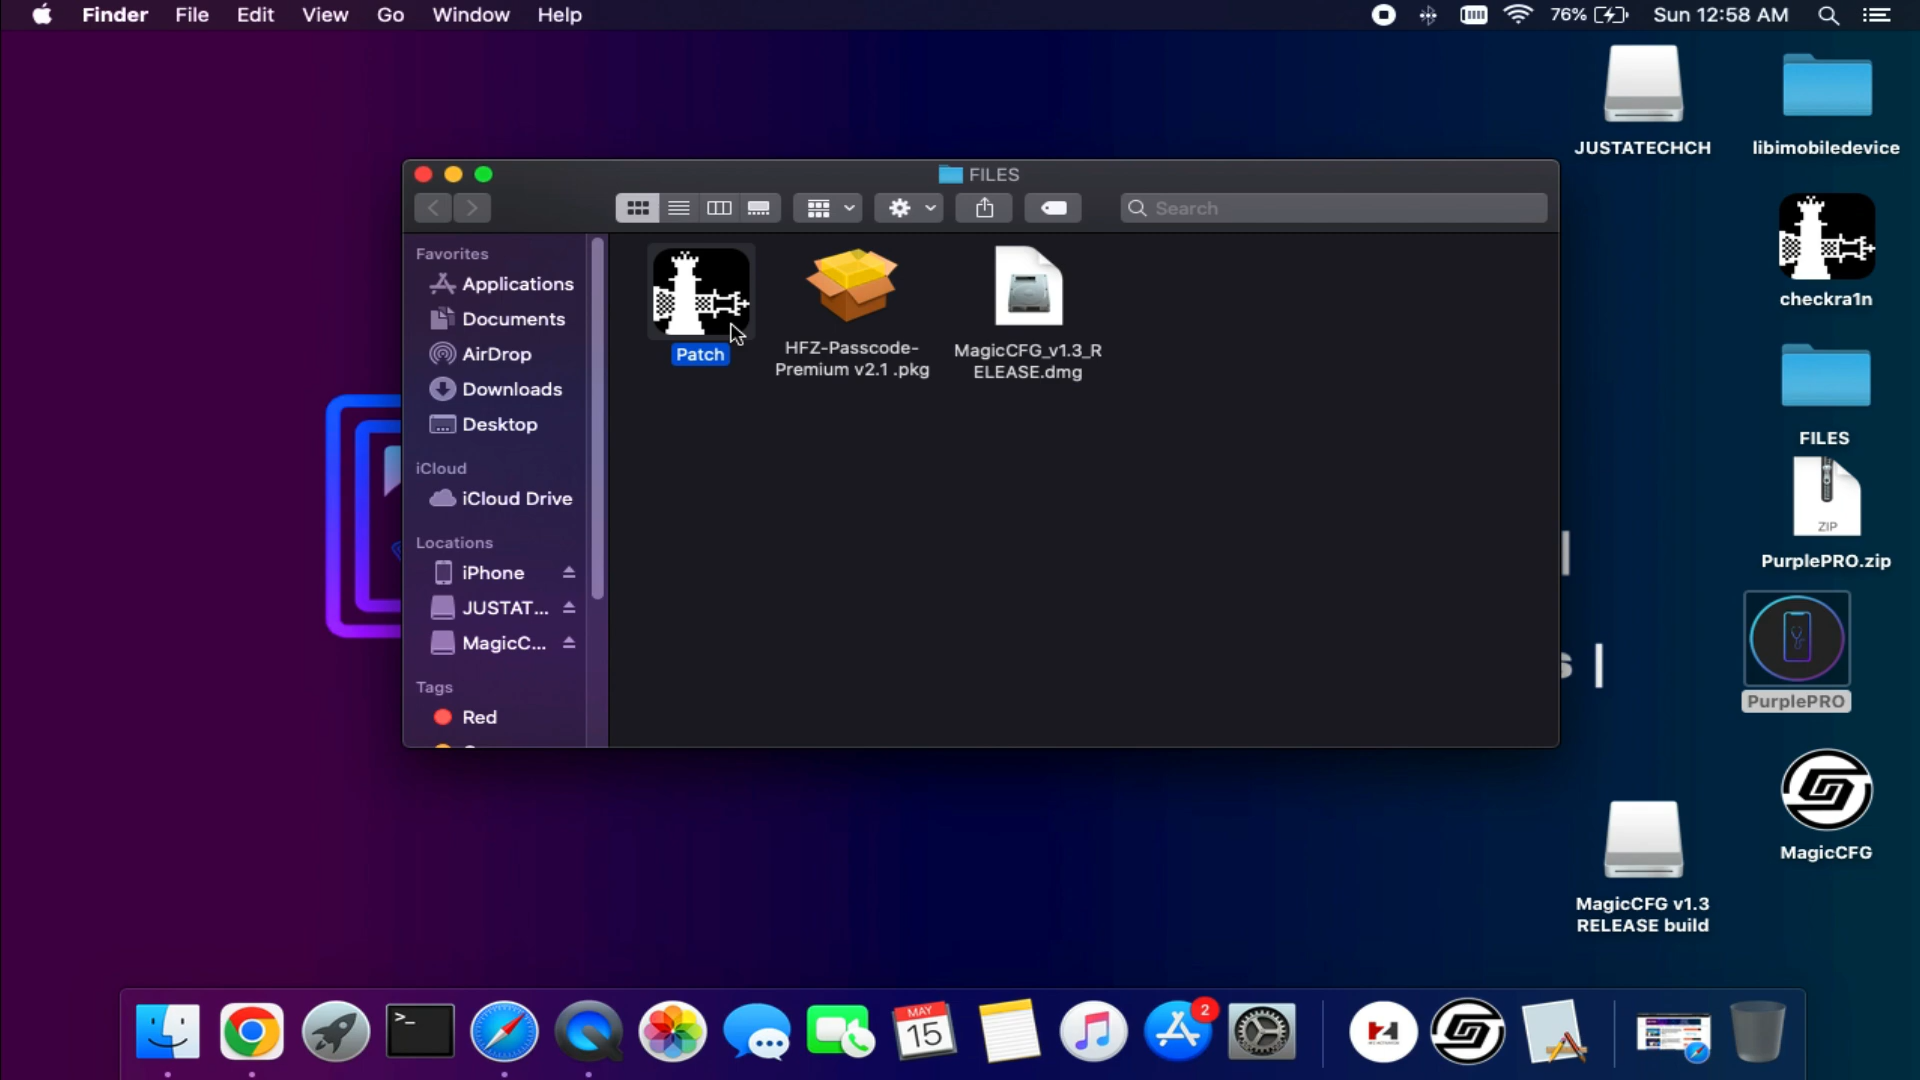 Finder File Edit View Go Window Help 76% Sun 12:58 AM
JUSTATECHCH
libimobiledevice
FILES
Search
Favorites
Applications
Documents
AirDrop
Downloads
Desktop
iCloud
iCloud Drive
Locations
iPhone
JUSTAT...
MagicC...
Tags
Red
Patch
HFZ-Passcode-
Premium v2.1 .pkg
MagicCFG_v1.3_R
ELEASE.dmg
checkra1n
FILES
ZIP
PurplePRO.zip
PurplePRO
MagicCFG
MagicCFG v1.3
RELEASE build
>_
MAY
15
2